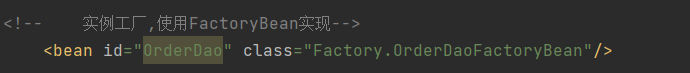 <!--    实例工厂,使用FactoryBean实现-->
<bean id="OrderDao" class="Factory.OrderDaoFactoryBean"/>